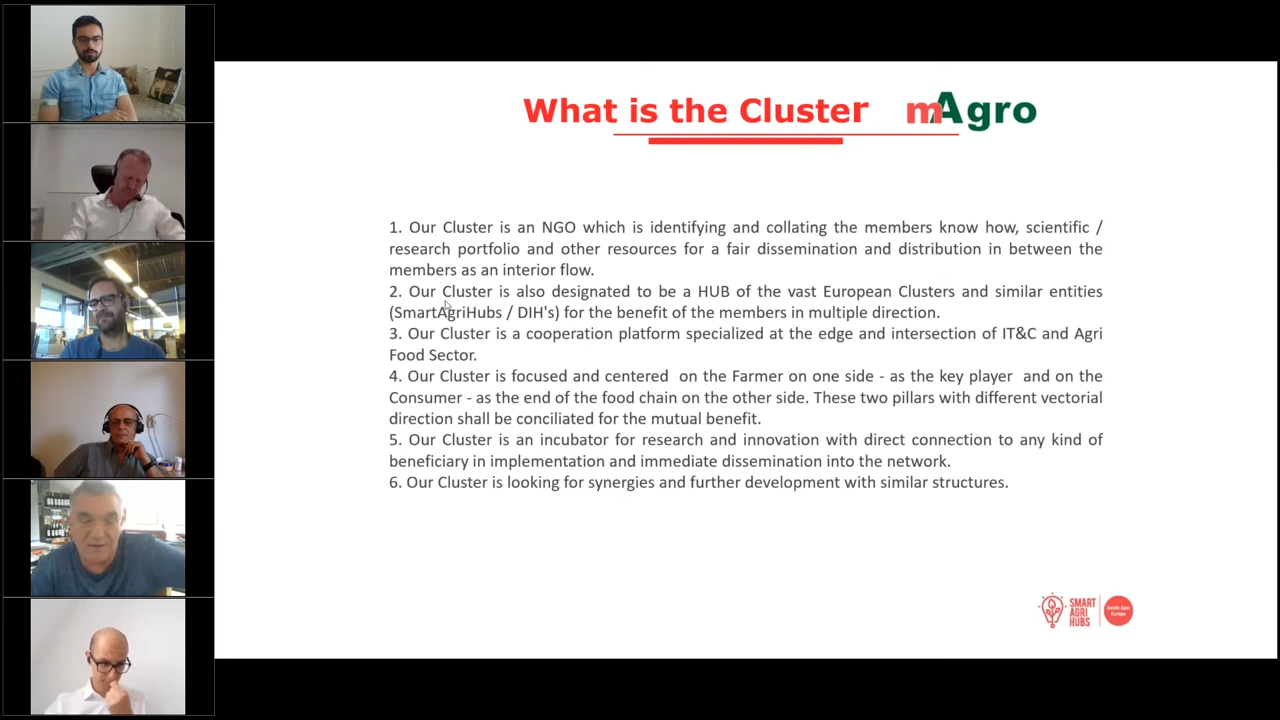 What is the Cluster mAgro
1. Our Cluster is an NGO which is identifying and collating the members know how, scientific /
research portfolio and other resources for a fair dissemination and distribution in between the
members as an interior flow.
2. Our Cluster is also designated to be a HUB of the vast European Clusters and similar entities
(SmartAgriHubs / DIH's) for the benefit of the members in multiple direction.
3. Our Cluster is a cooperation platform specialized at the edge and intersection of IT&C and Agri
Food Sector.
4. Our Cluster is focused and centered on the Farmer on one side - as the key player and on the
Consumer - as the end of the food chain on the other side. These two pillars with different vectorial
direction shall be conciliated for the mutual benefit.
5. Our Cluster is an incubator for research and innovation with direct connection to any kind of
beneficiary in implementation and immediate dissemination into the network.
6. Our Cluster is looking for synergies and further development with similar structures.
SMART
AGRI
HUBS
South East
Europe